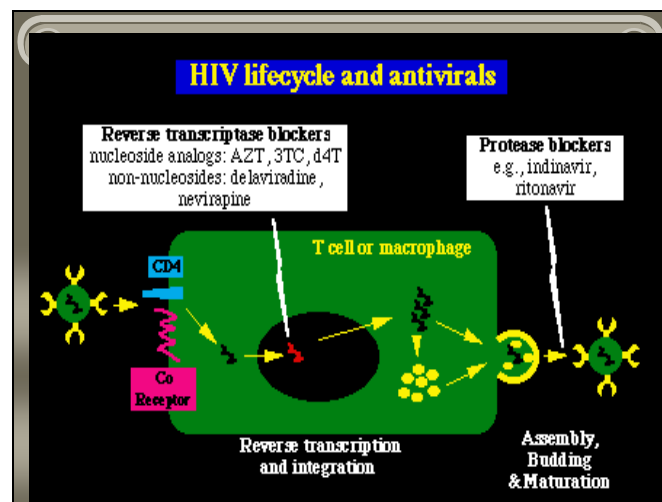 HIV lifecycle and antivirals
Reverse transcriptase blockers
nucleoside analogs: AZT, 3TC, d4T
non-nucleosides: delaviradine,
nevirapine
Protease blockers
e.g., indinavir,
ritonavir
T cell or macrophage
CD4
Co
Receptor
Reverse transcription
and integration
Assembly,
Budding
& Maturation